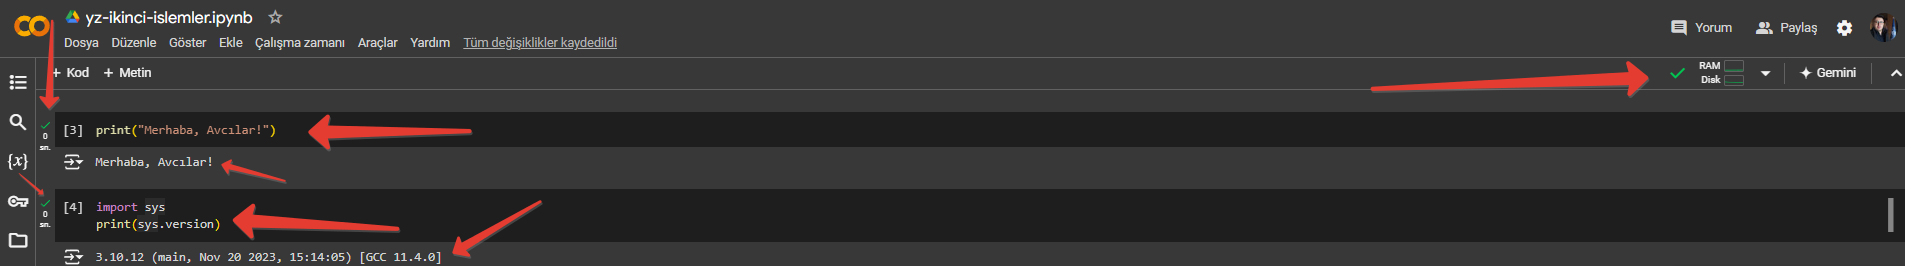 yz-ikinci-islemler.ipynb
Dosya Düzenle Göster Ekle Çalışma zamanı Araçlar Yardım Tüm değişiklikler kaydedildi
Yorum Paylaş
+ Kod + Metin
RAM
Disk
Gemini
0
sn.
[3] print("Merhaba, Avcılar!")
Merhaba, Avcılar!
{x}
0
sn.
[4] import sys
print(sys.version)
3.10.12 (main, Nov 20 2023, 15:14:05) [GCC 11.4.0]